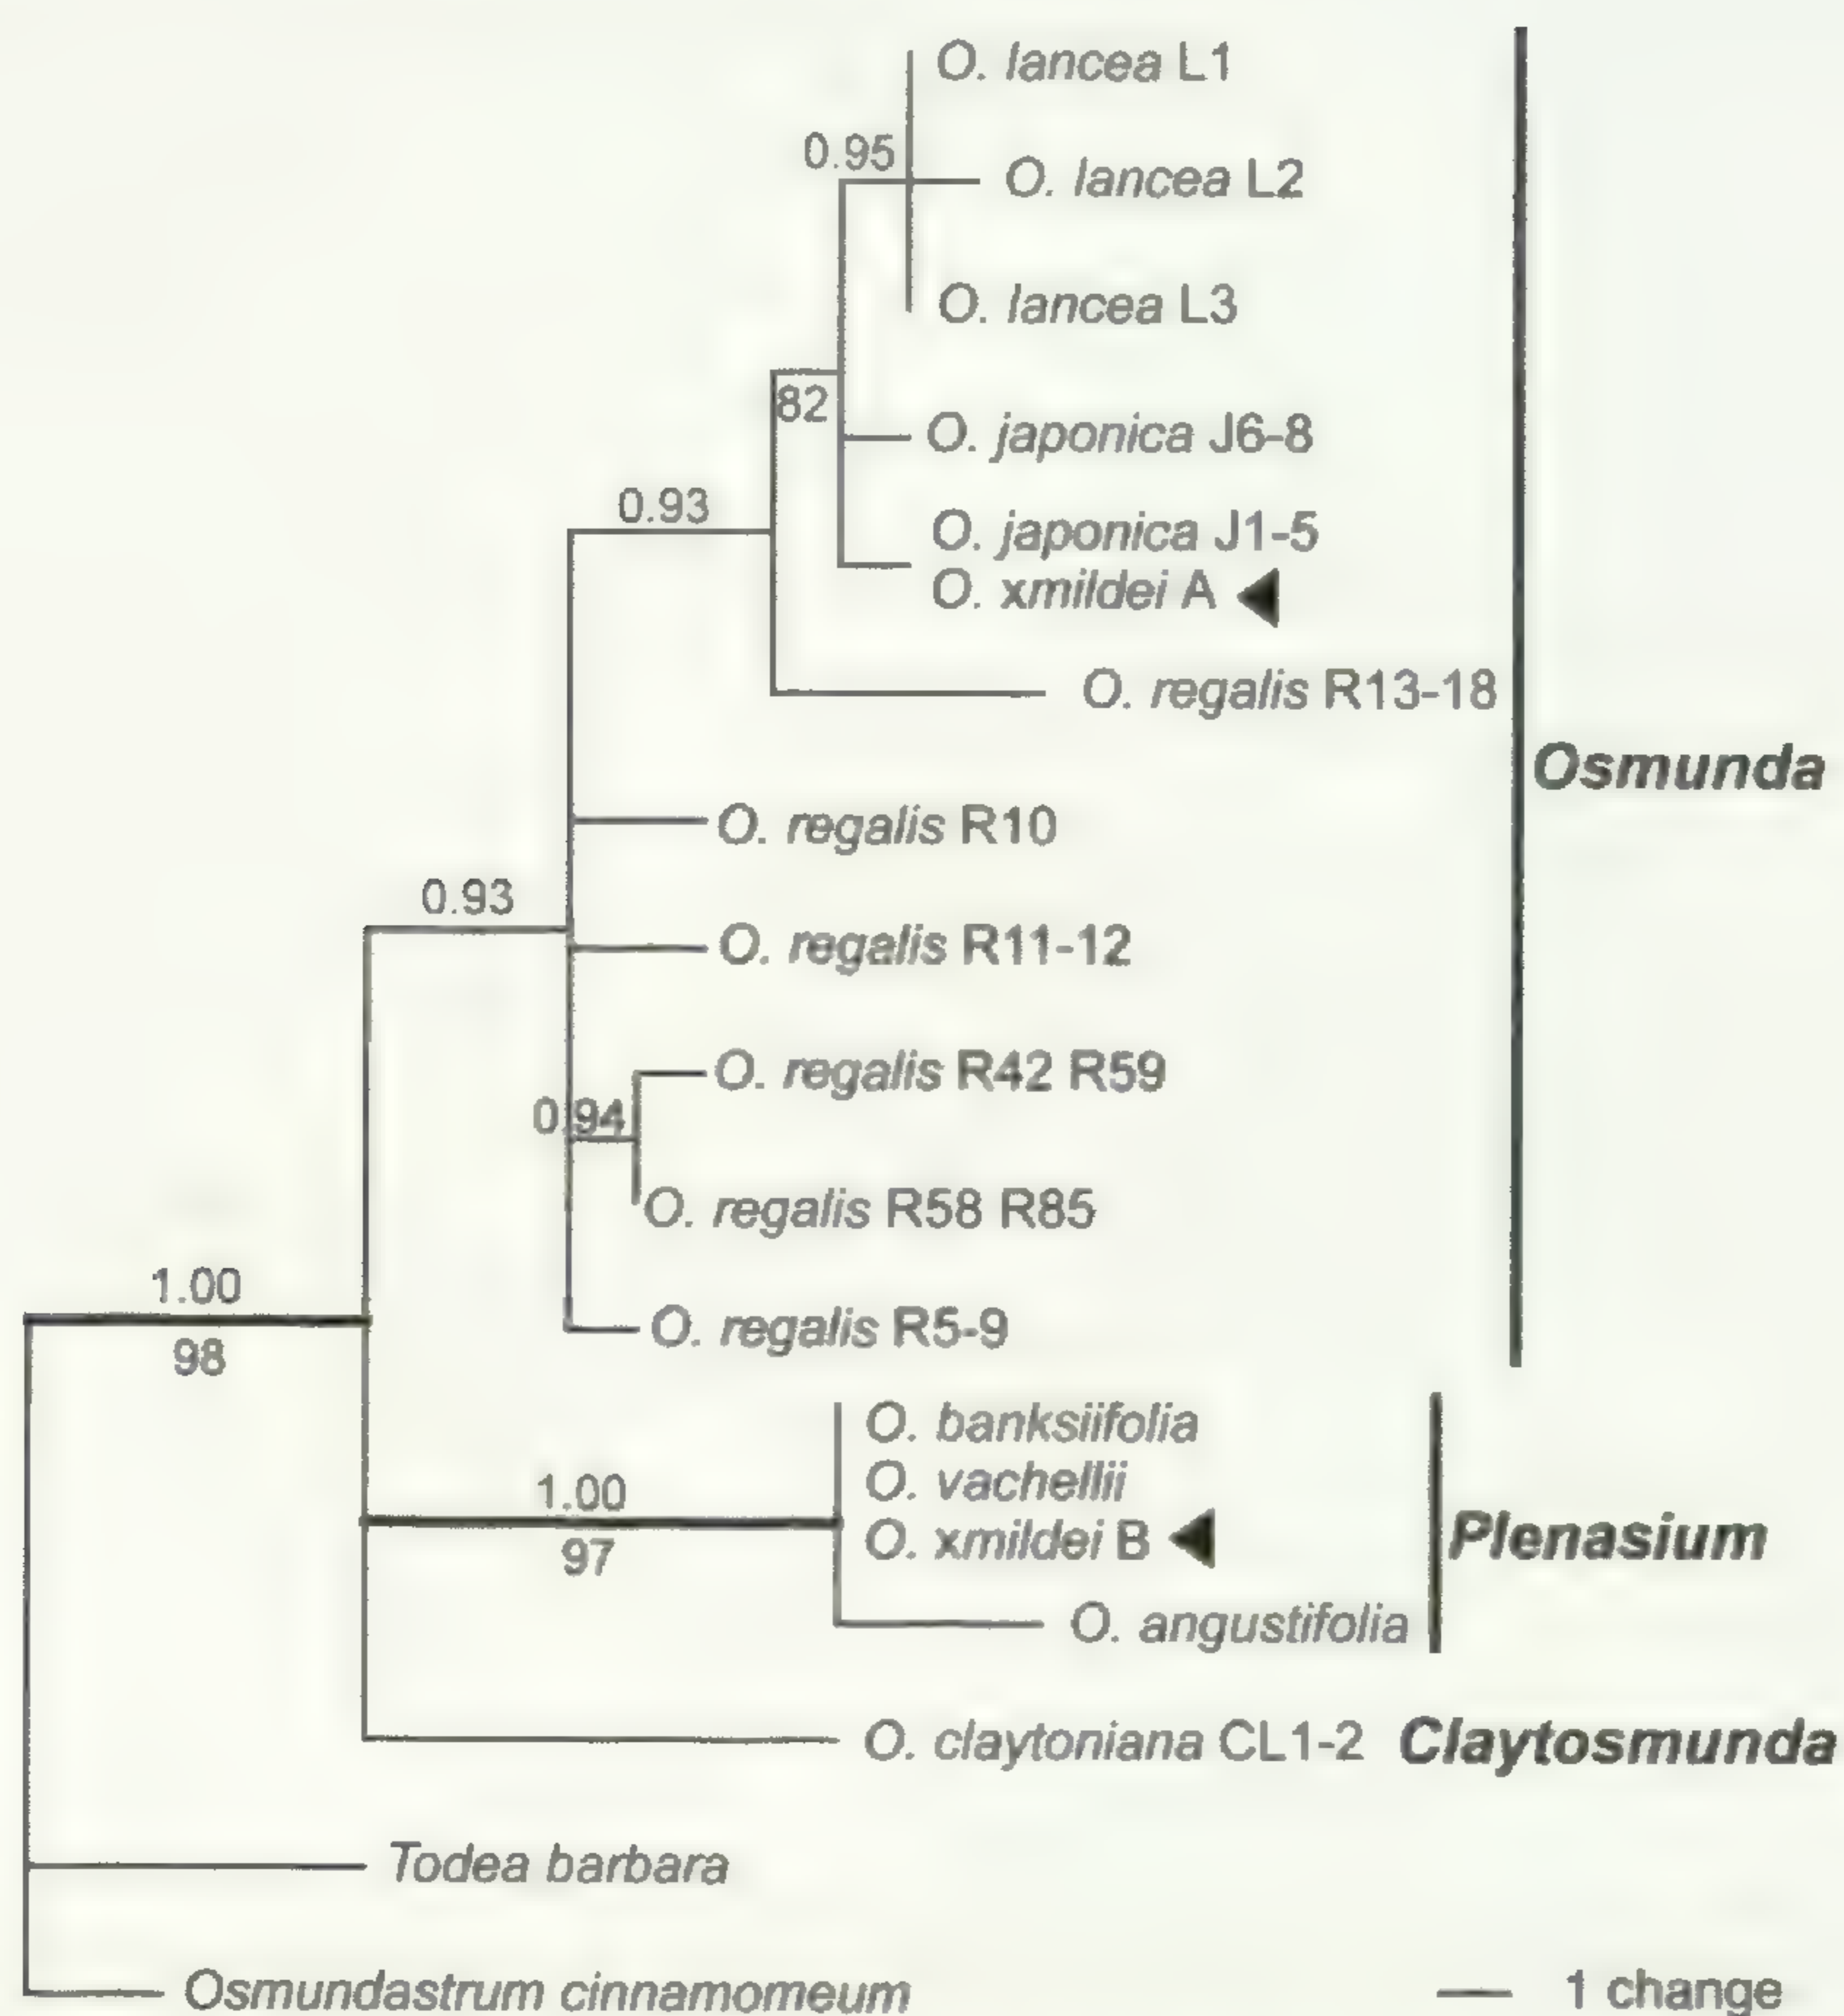 O. lancea L1
0.95
O. lancea L2
O. lancea L3
82
O. japonica J6-8
0.93
O. japonica J1-5
O. xmildei A
O. regalis R13-18
Osmunda
O. regalis R10
0.93
O. regalis R11-12
O. regalis R42 R59
0.94
O. regalis R58 R85
1.00
98
O. regalis R5-9
O. banksiifolia
O. vachellii
1.00
97
O. xmildei B
Plenasium
O. angustifolia
O. claytoniana CL1-2 Claytosmunda
Todea barbara
Osmundastrum cinnamomeum
1 change